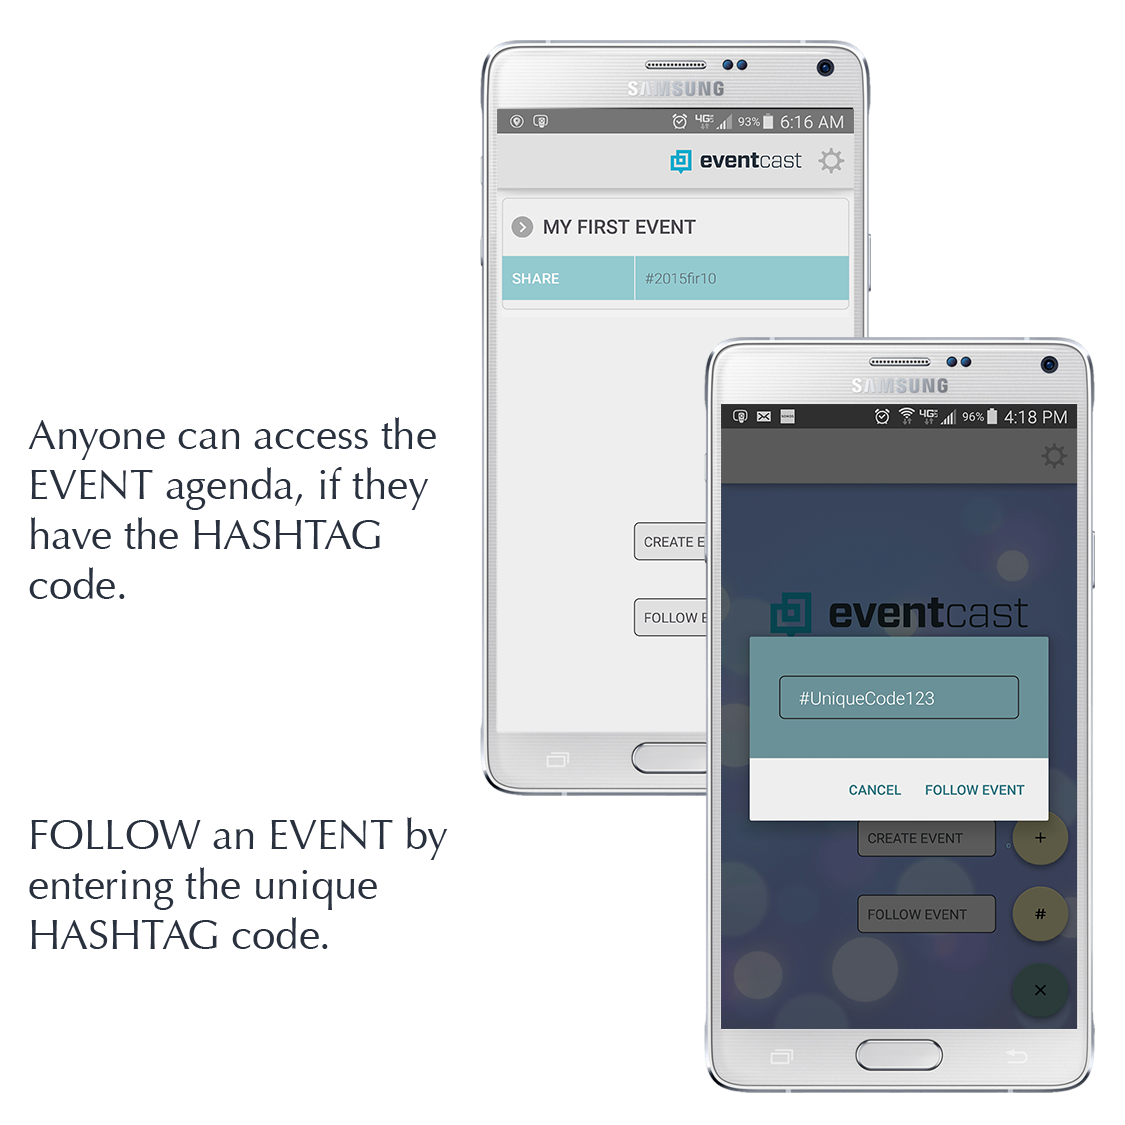 SAMSUNG
4G 93% 6:16 AM
eventcast
MY FIRST EVENT
SHARE #2015fir10
CREATE E
FOLLOW E
Anyone can access the
EVENT agenda, if they
have the HASHTAG
code.
FOLLOW an EVENT by
entering the unique
HASHTAG code.
SAMSUNG
4G 96% 4:18 PM
eventcast
#UniqueCode123
CANCEL FOLLOW EVENT
CREATE EVENT +
FOLLOW EVENT #